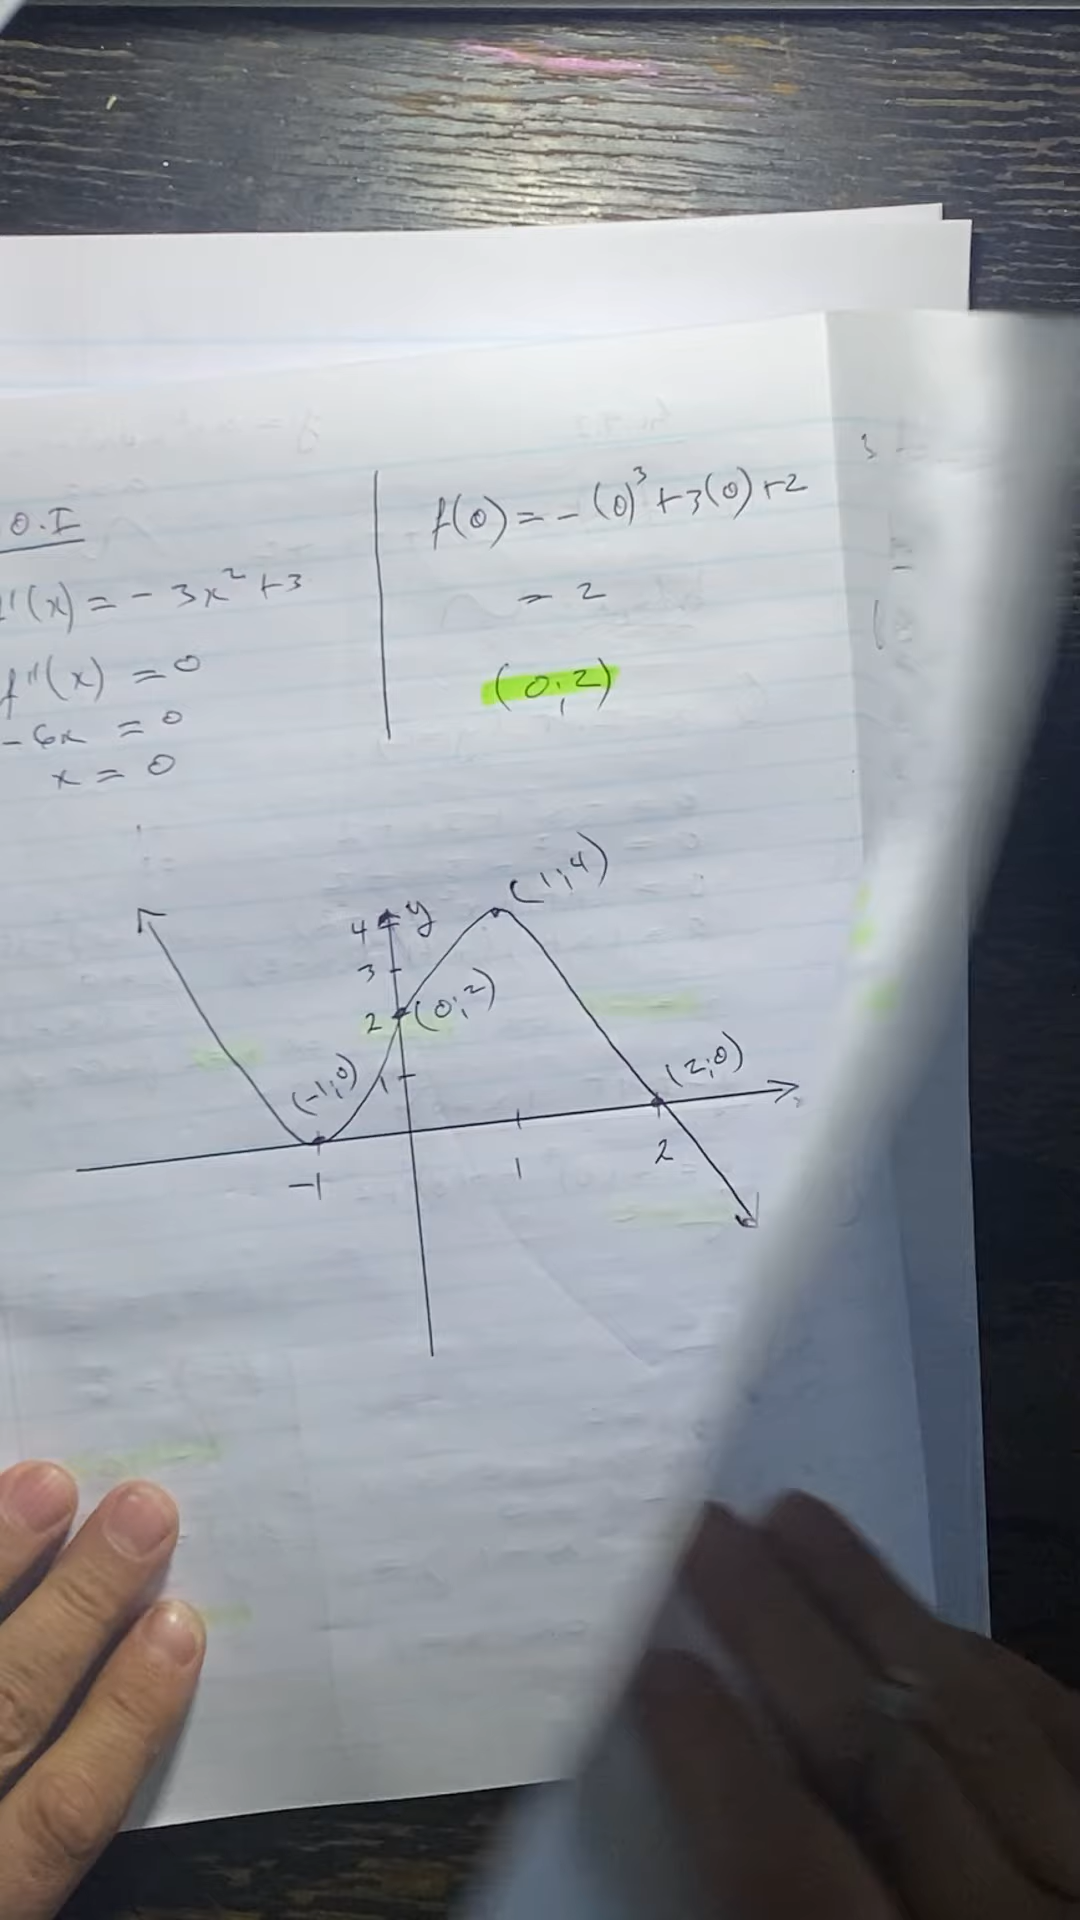 O.I
'(x) = - 3x² + 3
f''(x) = 0
- 6x = 0
x = 0
f(0) = - (0)³ + 3(0) + 2
= 2
(0;2)
(1;4)
4 y
3
2 (0;2)
(-1;0) 1
(2;0)
-1 1 2